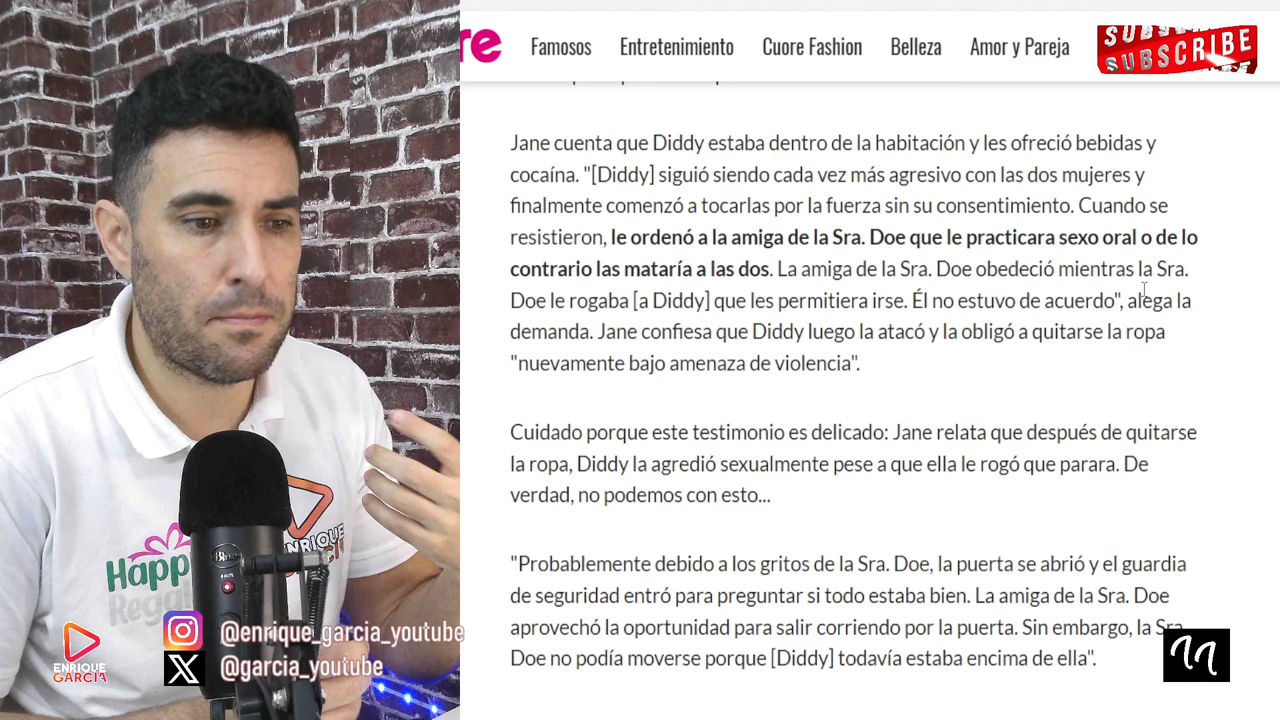 re
Famosos
Entretenimiento
Cuore Fashion
Belleza
Amor y Pareja
SUBSCRIBE
SUBSCRIBE
Jane cuenta que Diddy estaba dentro de la habitación y les ofreció bebidas y
cocaína. "[Diddy] siguió siendo cada vez más agresivo con las dos mujeres y
finalmente comenzó a tocarlas por la fuerza sin su consentimiento. Cuando se
resistieron, le ordenó a la amiga de la Sra. Doe que le practicara sexo oral o de lo
contrario las mataría a las dos. La amiga de la Sra. Doe obedeció mientras la Sra.
Doe le rogaba [a Diddy] que les permitiera irse. Él no estuvo de acuerdo", alega la
demanda. Jane confiesa que Diddy luego la atacó y la obligó a quitarse la ropa
"nuevamente bajo amenaza de violencia".
Cuidado porque este testimonio es delicado: Jane relata que después de quitarse
la ropa, Diddy la agredió sexualmente pese a que ella le rogó que parara. De
verdad, no podemos con esto...
"Probablemente debido a los gritos de la Sra. Doe, la puerta se abrió y el guardia
de seguridad entró para preguntar si todo estaba bien. La amiga de la Sra. Doe
aprovechó la oportunidad para salir corriendo por la puerta. Sin embargo, la Sra.
Doe no podía moverse porque [Diddy] todavía estaba encima de ella".
Happ
Rega
ENRIQUE
MUTE
@enrique_garcia_youtube
@garcia_youtube
ENRIQUE
GARCIA